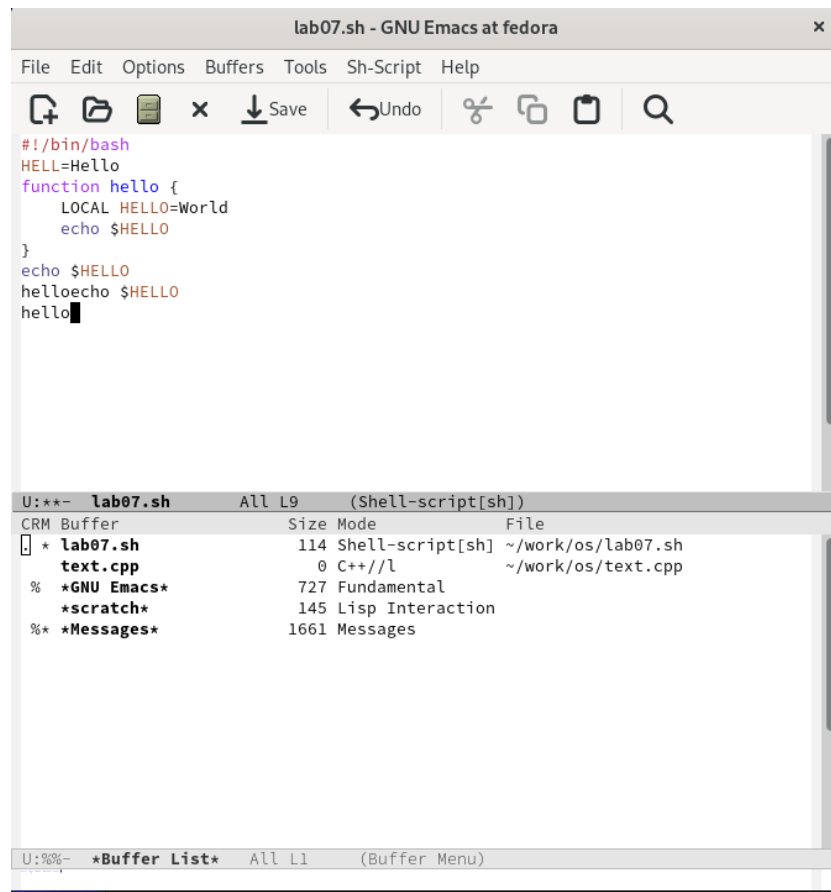 lab07.sh - GNU Emacs at fedora ×
File Edit Options Buffers Tools Sh-Script Help
Save Undo
#!/bin/bash
HELL=Hello
function hello {
    LOCAL HELLO=World
    echo $HELLO
}
echo $HELLO
helloecho $HELLO
hello
U:**-  lab07.sh       All L9     (Shell-script[sh])
CRM Buffer                 Size Mode             File
. * lab07.sh                114 Shell-script[sh] ~/work/os/lab07.sh
    text.cpp                  0 C++//l           ~/work/os/text.cpp
 %  *GNU Emacs*             727 Fundamental
    *scratch*               145 Lisp Interaction
 %* *Messages*             1661 Messages
U:%%-  *Buffer List*   All L1     (Buffer Menu)